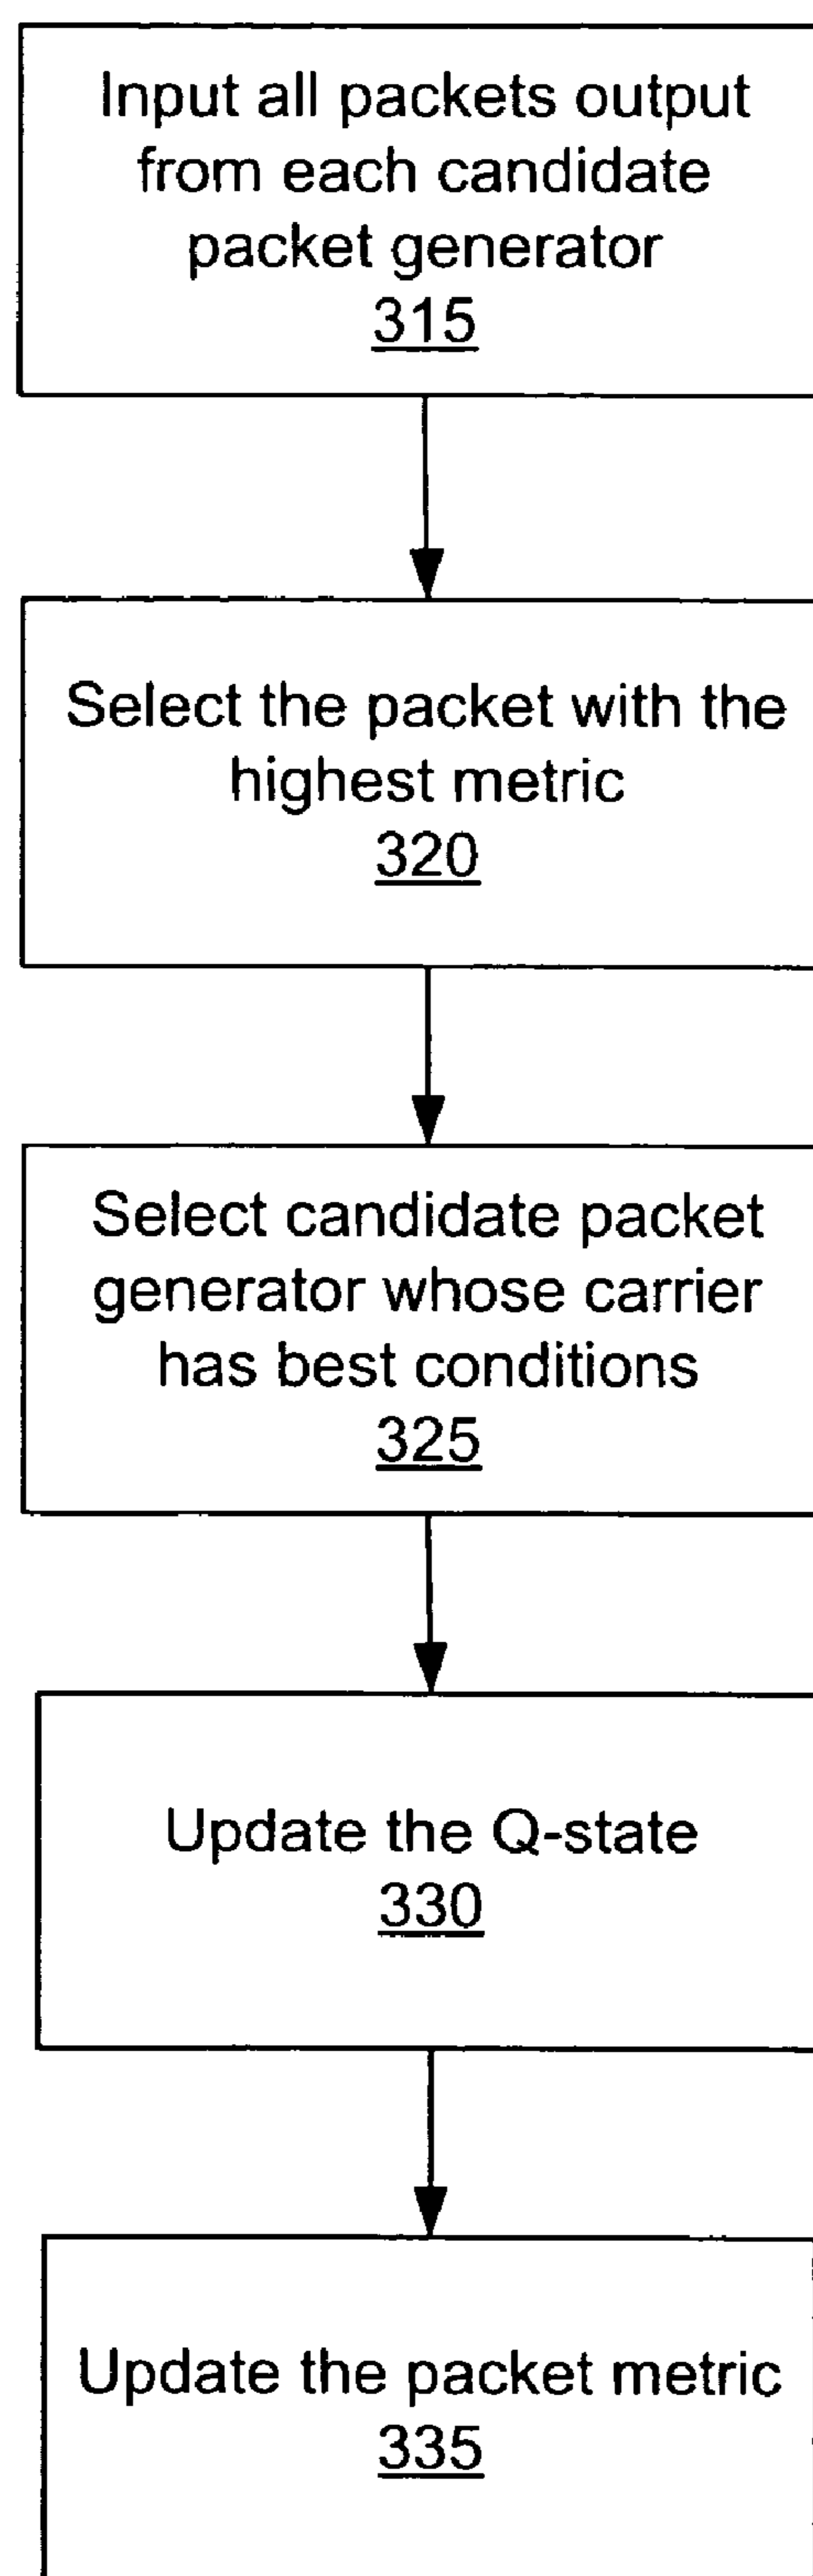 Input all packets output
from each candidate
packet generator
315
Select the packet with the
highest metric
320
Select candidate packet
generator whose carrier
has best conditions
325
Update the Q-state
330
Update the packet metric
335